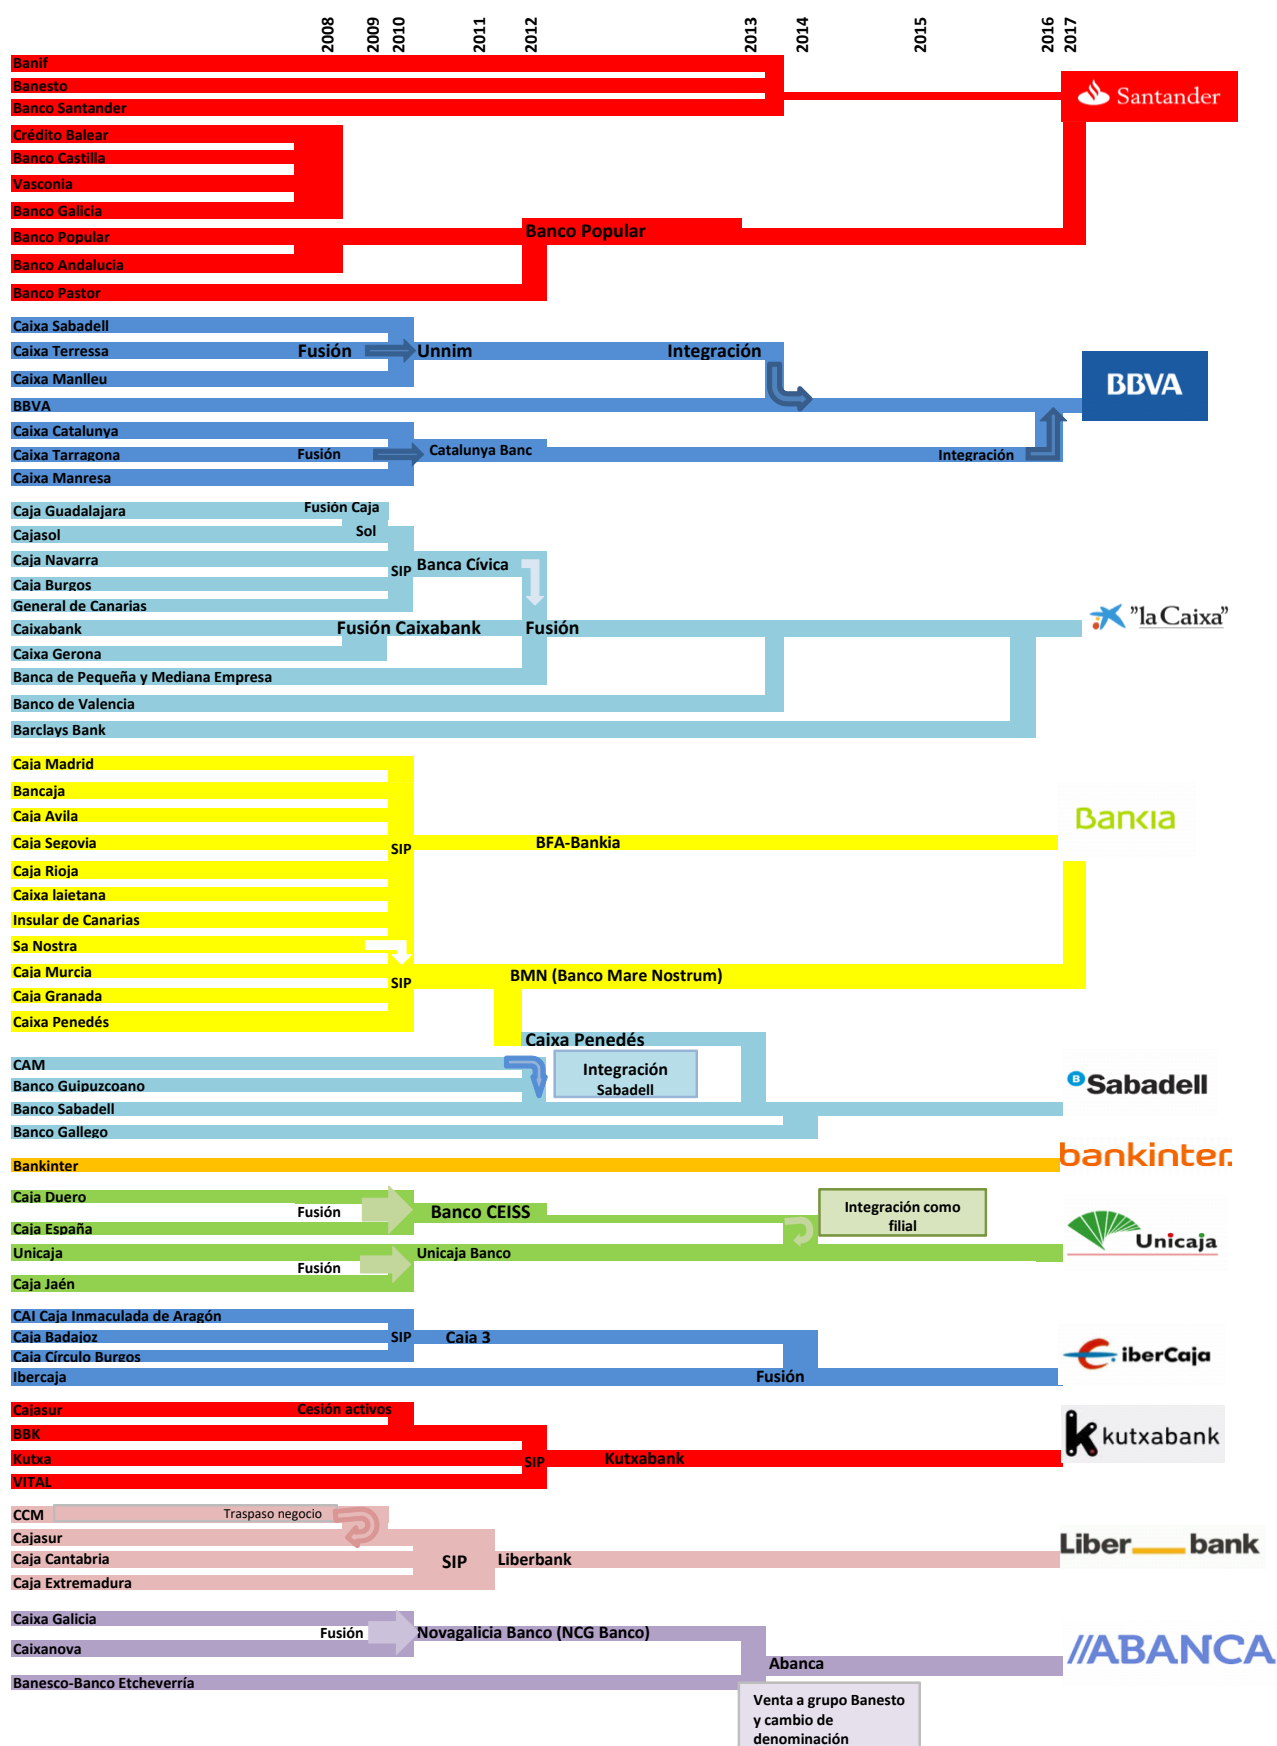 2008 2009 2010 2011 2012 2013 2014 2015 2016 2017
Banif
Banesto
Banco Santander
Santander
Crédito Balear
Banco Castilla
Vasconia
Banco Galicia
Banco Popular
Banco Popular
Banco Andalucia
Banco Pastor
Caixa Sabadell
Caixa Terressa
Fusión
Unnim
Integración
Caixa Manlleu
BBVA
BBVA
Caixa Catalunya
Caixa Tarragona
Fusión
Catalunya Banc
Integración
Caixa Manresa
Caja Guadalajara
Fusión Caja
Cajasol
Sol
Caja Navarra
SIP
Banca Cívica
Caja Burgos
General de Canarias
Caixabank
Fusión Caixabank
Fusión
"la Caixa"
Caixa Gerona
Banca de Pequeña y Mediana Empresa
Banco de Valencia
Barclays Bank
Caja Madrid
Bancaja
Caja Avila
Caja Segovia
SIP
BFA-Bankia
Bankia
Caja Rioja
Caixa laietana
Insular de Canarias
Sa Nostra
Caja Murcia
SIP
BMN (Banco Mare Nostrum)
Caja Granada
Caixa Penedés
Caixa Penedés
CAM
Integración
Sabadell
Banco Guipuzcoano
Banco Sabadell
B Sabadell
Banco Gallego
Bankinter
bankinter.
Caja Duero
Fusión
Banco CEISS
Integración como
filial
Caja España
Unicaja
Unicaja Banco
Unicaja
Fusión
Caja Jaén
CAI Caja Inmaculada de Aragón
Caja Badajoz
SIP
Caja 3
Caja Círculo Burgos
Ibercaja
Fusión
iberCaja
Cajasur
Cesión activos
BBK
Kutxa
SIP
Kutxabank
kutxabank
VITAL
CCM
Traspaso negocio
Cajasur
Caja Cantabria
SIP
Liberbank
Liber bank
Caja Extremadura
Caixa Galicia
Fusión
Novagalicia Banco (NCG Banco)
Caixanova
Abanca
//ABANCA
Banesco-Banco Etcheverría
Venta a grupo Banesto
y cambio de
denominación